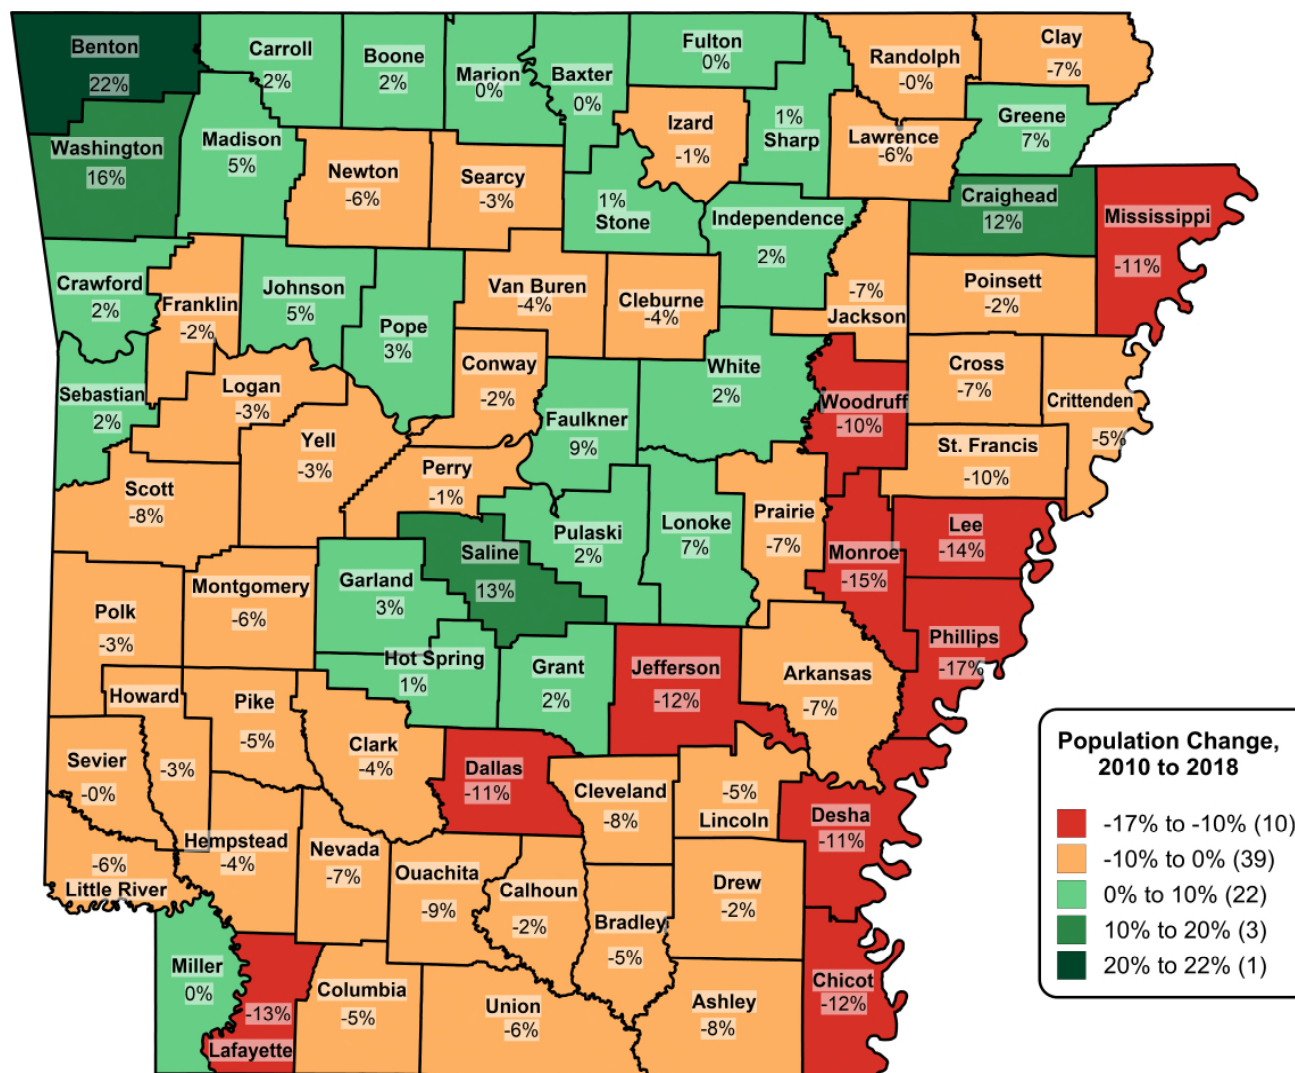 Benton
22%
Carroll
2%
Boone
2%
Marion
0%
Baxter
0%
Fulton
0%
Randolph
-0%
Clay
-7%
Washington
16%
Madison
5%
Newton
-6%
Searcy
-3%
Izard
-1%
1%
Sharp
Lawrence
-6%
Greene
7%
1%
Stone
Independence
2%
Craighead
12%
Mississippi
-11%
Crawford
2%
Franklin
-2%
Johnson
5%
Pope
3%
Van Buren
-4%
Cleburne
-4%
-7%
Jackson
Poinsett
-2%
Sebastian
2%
Logan
-3%
Conway
-2%
White
2%
Woodruff
-10%
Cross
-7%
Crittenden
-5%
Faulkner
9%
Yell
-3%
St. Francis
-10%
Scott
-8%
Perry
-1%
Pulaski
2%
Lonoke
7%
Prairie
-7%
Lee
-14%
Saline
13%
Monroe
-15%
Montgomery
-6%
Garland
3%
Polk
-3%
Hot Spring
1%
Grant
2%
Jefferson
-12%
Arkansas
-7%
Phillips
-17%
Howard
-3%
Pike
-5%
Clark
-4%
Sevier
-0%
Dallas
-11%
Cleveland
-8%
-5%
Lincoln
Desha
-11%
-6%
Little River
Hempstead
-4%
Nevada
-7%
Ouachita
-9%
Calhoun
-2%
Bradley
-5%
Drew
-2%
Miller
0%
-13%
Lafayette
Columbia
-5%
Union
-6%
Ashley
-8%
Chicot
-12%
Population Change,
2010 to 2018
-17% to -10% (10)
-10% to 0% (39)
0% to 10% (22)
10% to 20% (3)
20% to 22% (1)